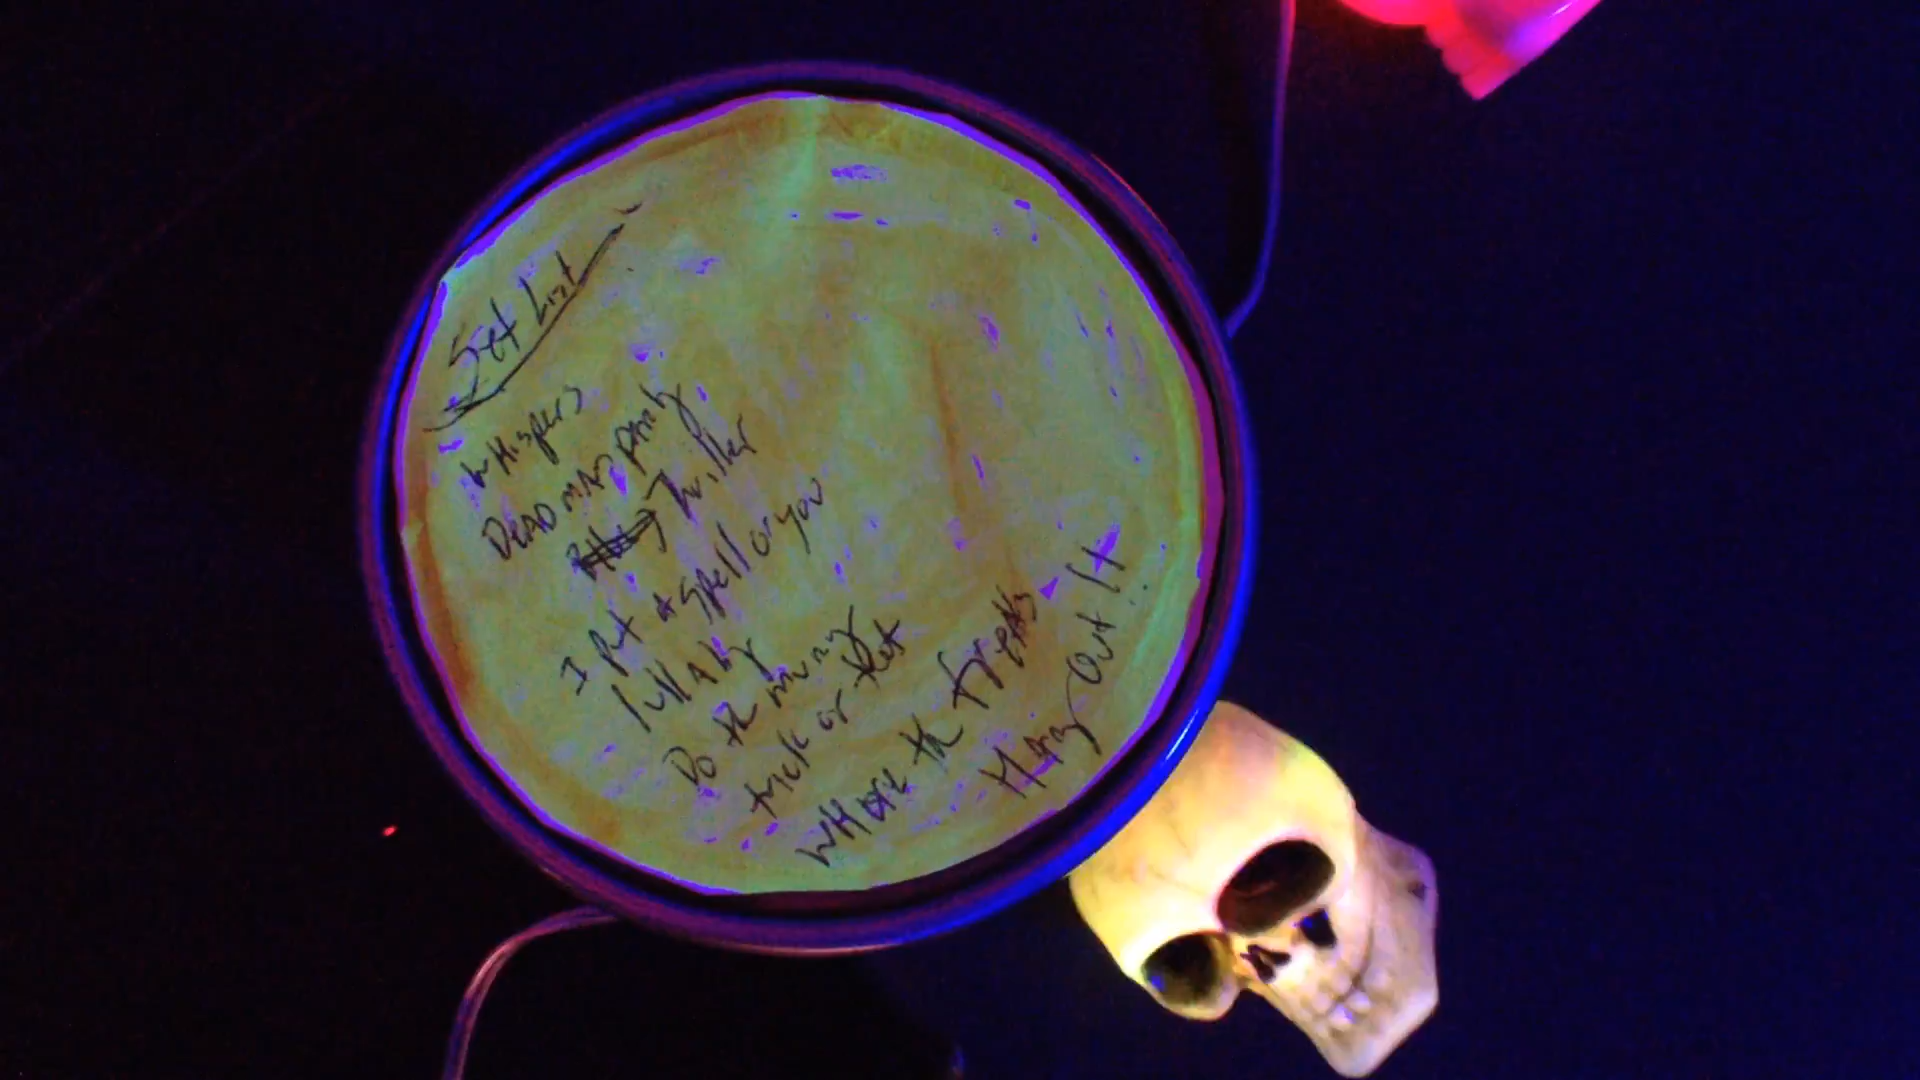 Set List
WHispers
DEAD MANS PARTy
Thriller
I Put A Spell On you
lullAby
Do the Mummy
trick or treat
WHere the freaks
HANg Out !!